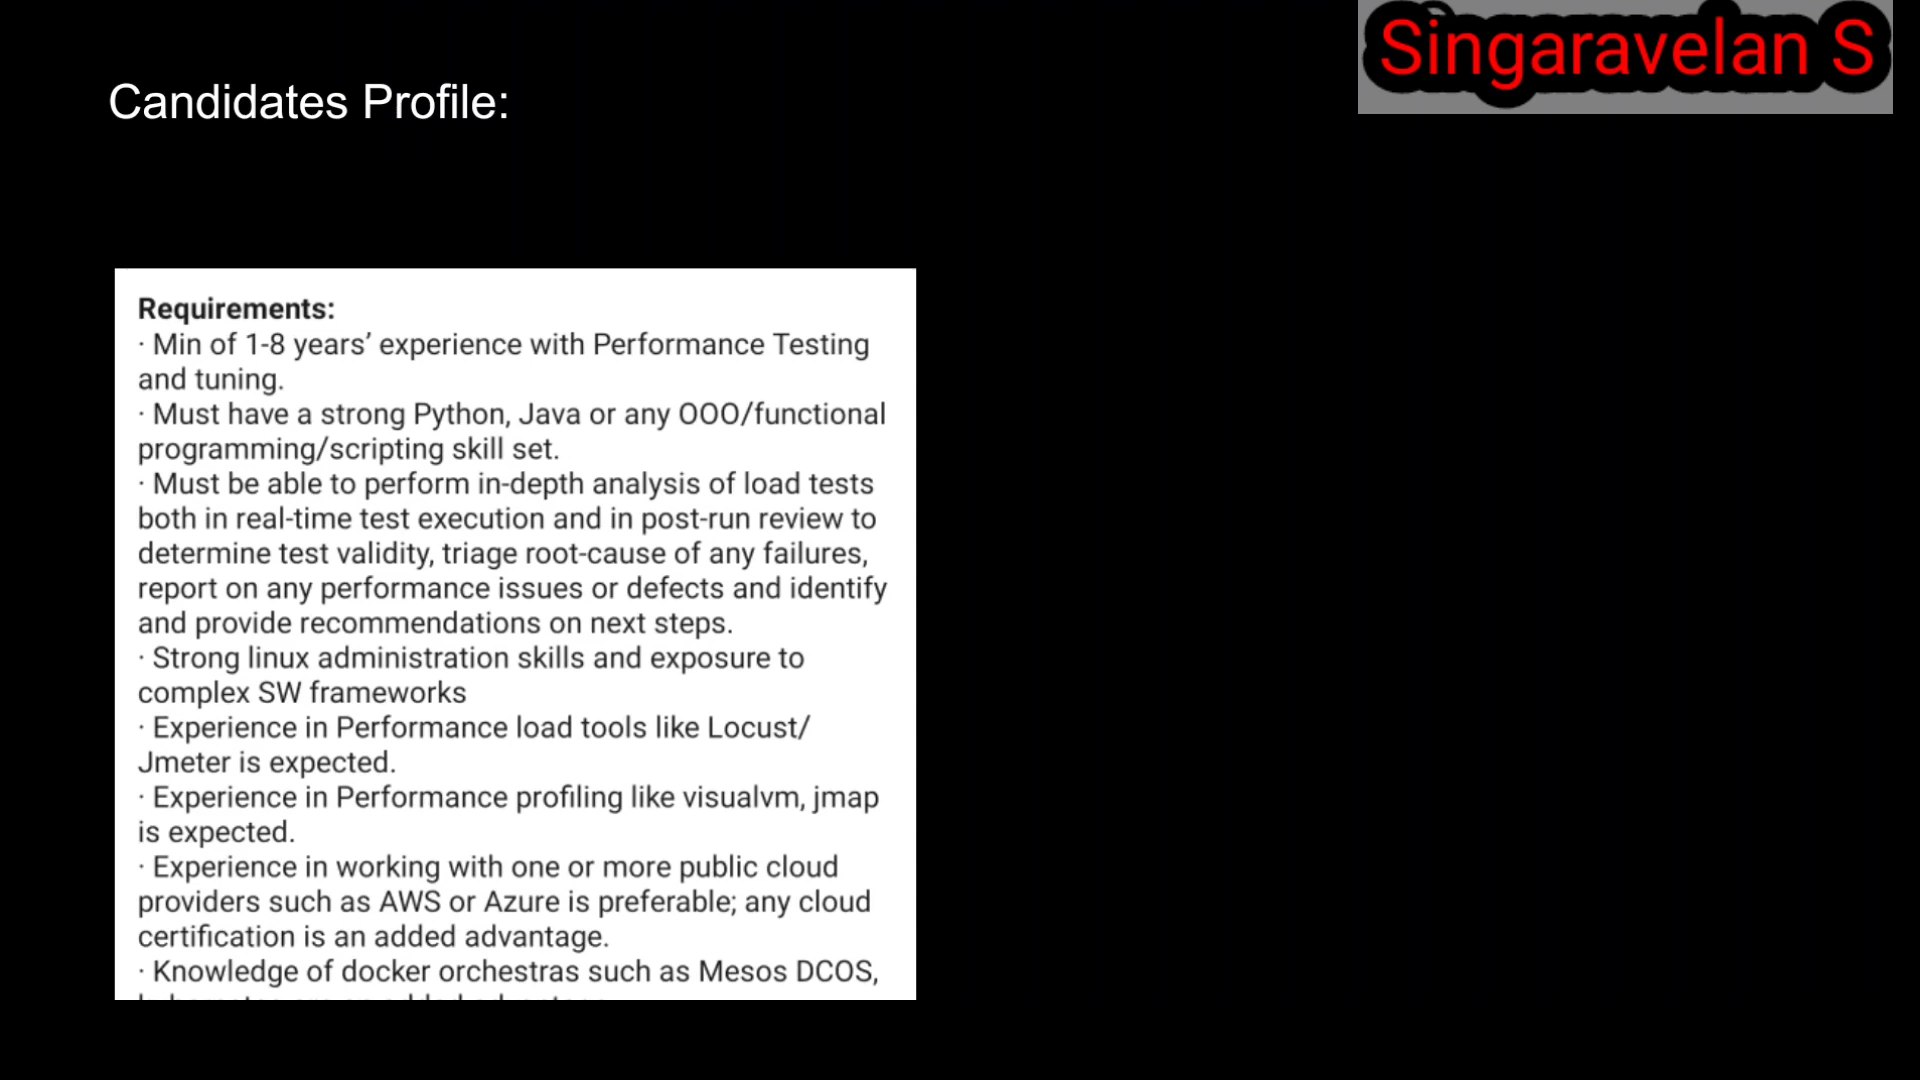 Singaravelan S
Candidates Profile:
Requirements:
· Min of 1-8 years’ experience with Performance Testing
and tuning.
· Must have a strong Python, Java or any OOO/functional
programming/scripting skill set.
· Must be able to perform in-depth analysis of load tests
both in real-time test execution and in post-run review to
determine test validity, triage root-cause of any failures,
report on any performance issues or defects and identify
and provide recommendations on next steps.
· Strong linux administration skills and exposure to
complex SW frameworks
· Experience in Performance load tools like Locust/
Jmeter is expected.
· Experience in Performance profiling like visualvm, jmap
is expected.
· Experience in working with one or more public cloud
providers such as AWS or Azure is preferable; any cloud
certification is an added advantage.
· Knowledge of docker orchestras such as Mesos DCOS,